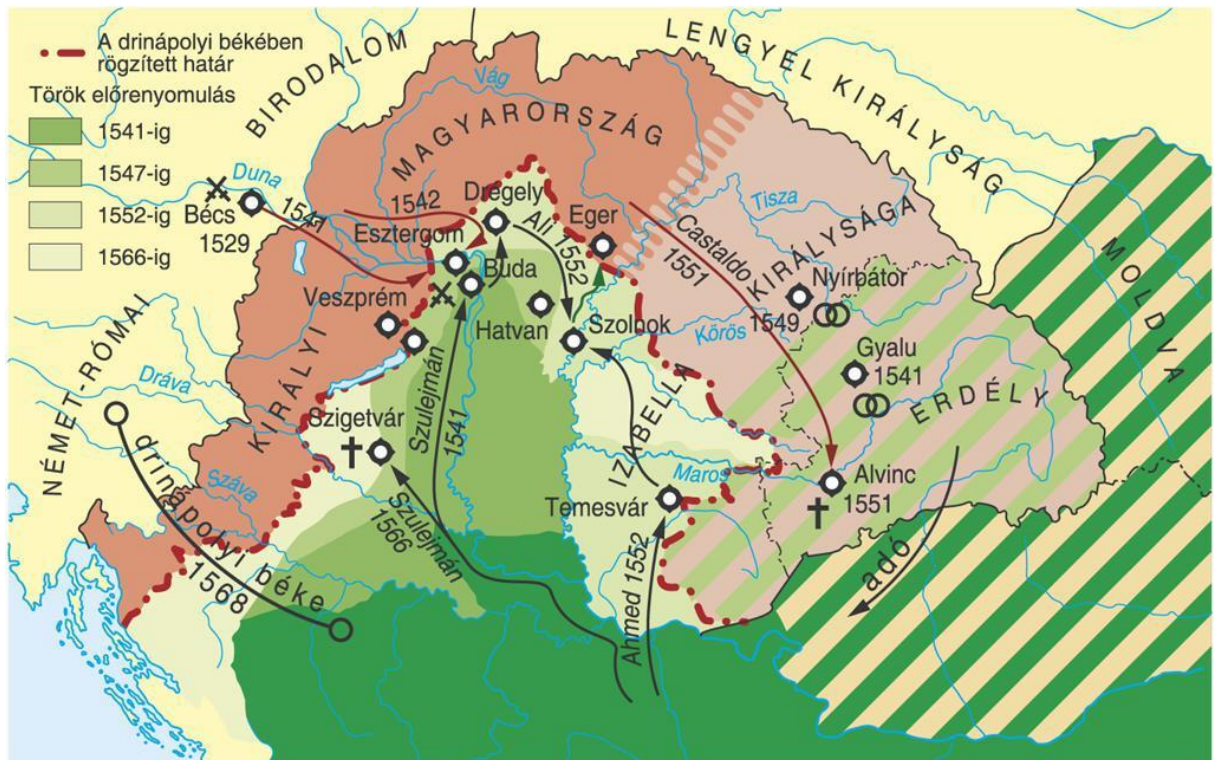 A drinápolyi békében
rögzített határ
Török előrenyomulás
1541-ig
1547-ig
1552-ig
1566-ig
BIRODALOM
LENGYEL KIRÁLYSÁG
Vág
MAGYARORSZÁG
Duna
Bécs
1529
1541
1542
Drégely
Esztergom
Eger
Ali 1552
Buda
Castaldo
1551
Tisza
KIRÁLYSÁGA
Nyírbátor
1549
MOLDVA
Veszprém
Hatvan
Szolnok
Körös
Gyalu
1541
ERDÉLY
NÉMET-RÓMAI
Dráva
KIRÁLYI
Szigetvár
Szulejmán
1541
IZABELLA
Maros
Alvinc
1551
Temesvár
Száva
Szulejmán
1566
drinápolyi béke
1568
Ahmed 1552
adó